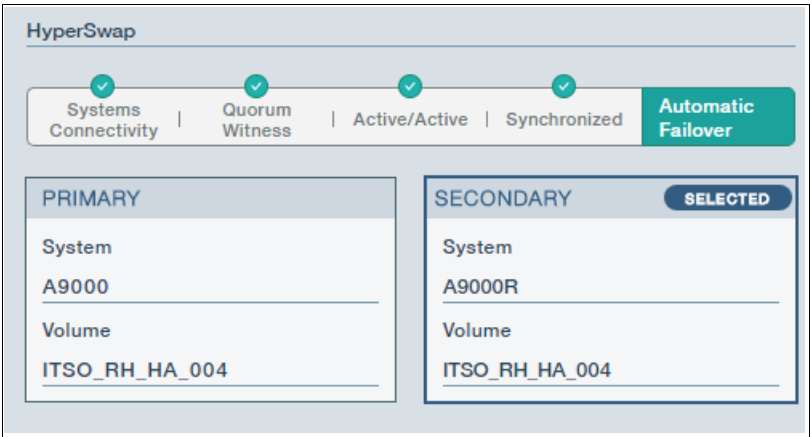 HyperSwap
Systems Connectivity | Quorum Witness | Active/Active | Synchronized Automatic Failover
PRIMARY
System
A9000
Volume
ITSO_RH_HA_004
SECONDARY SELECTED
System
A9000R
Volume
ITSO_RH_HA_004